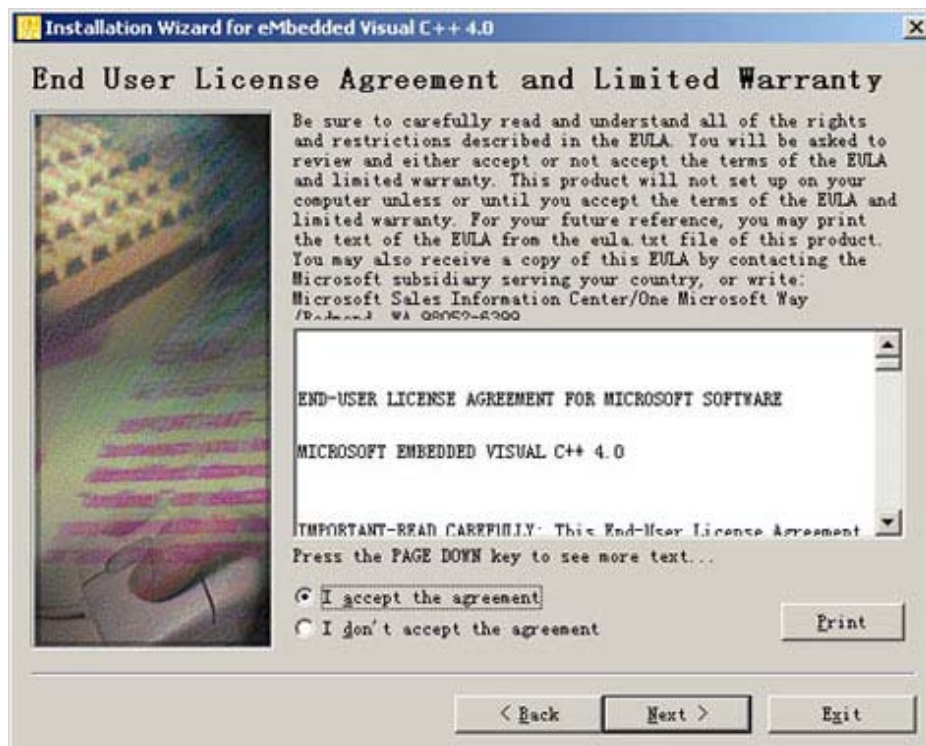 Installation Wizard for eMbedded Visual C++ 4.0
End User License Agreement and Limited Warranty
Be sure to carefully read and understand all of the rights
and restrictions described in the EULA. You will be asked to
review and either accept or not accept the terms of the EULA
and limited warranty. This product will not set up on your
computer unless or until you accept the terms of the EULA and
limited warranty. For your future reference, you may print
the text of the EULA from the eula.txt file of this product.
You may also receive a copy of this EULA by contacting the
Microsoft subsidiary serving your country, or write:
Microsoft Sales Information Center/One Microsoft Way
/Redmond, WA 98052-6399
END-USER LICENSE AGREEMENT FOR MICROSOFT SOFTWARE
MICROSOFT EMBEDDED VISUAL C++ 4.0
IMPORTANT-READ CAREFULLY: This End-User License Agreement
Press the PAGE DOWN key to see more text...
I accept the agreement
I don't accept the agreement
Print
< Back
Next >
Exit